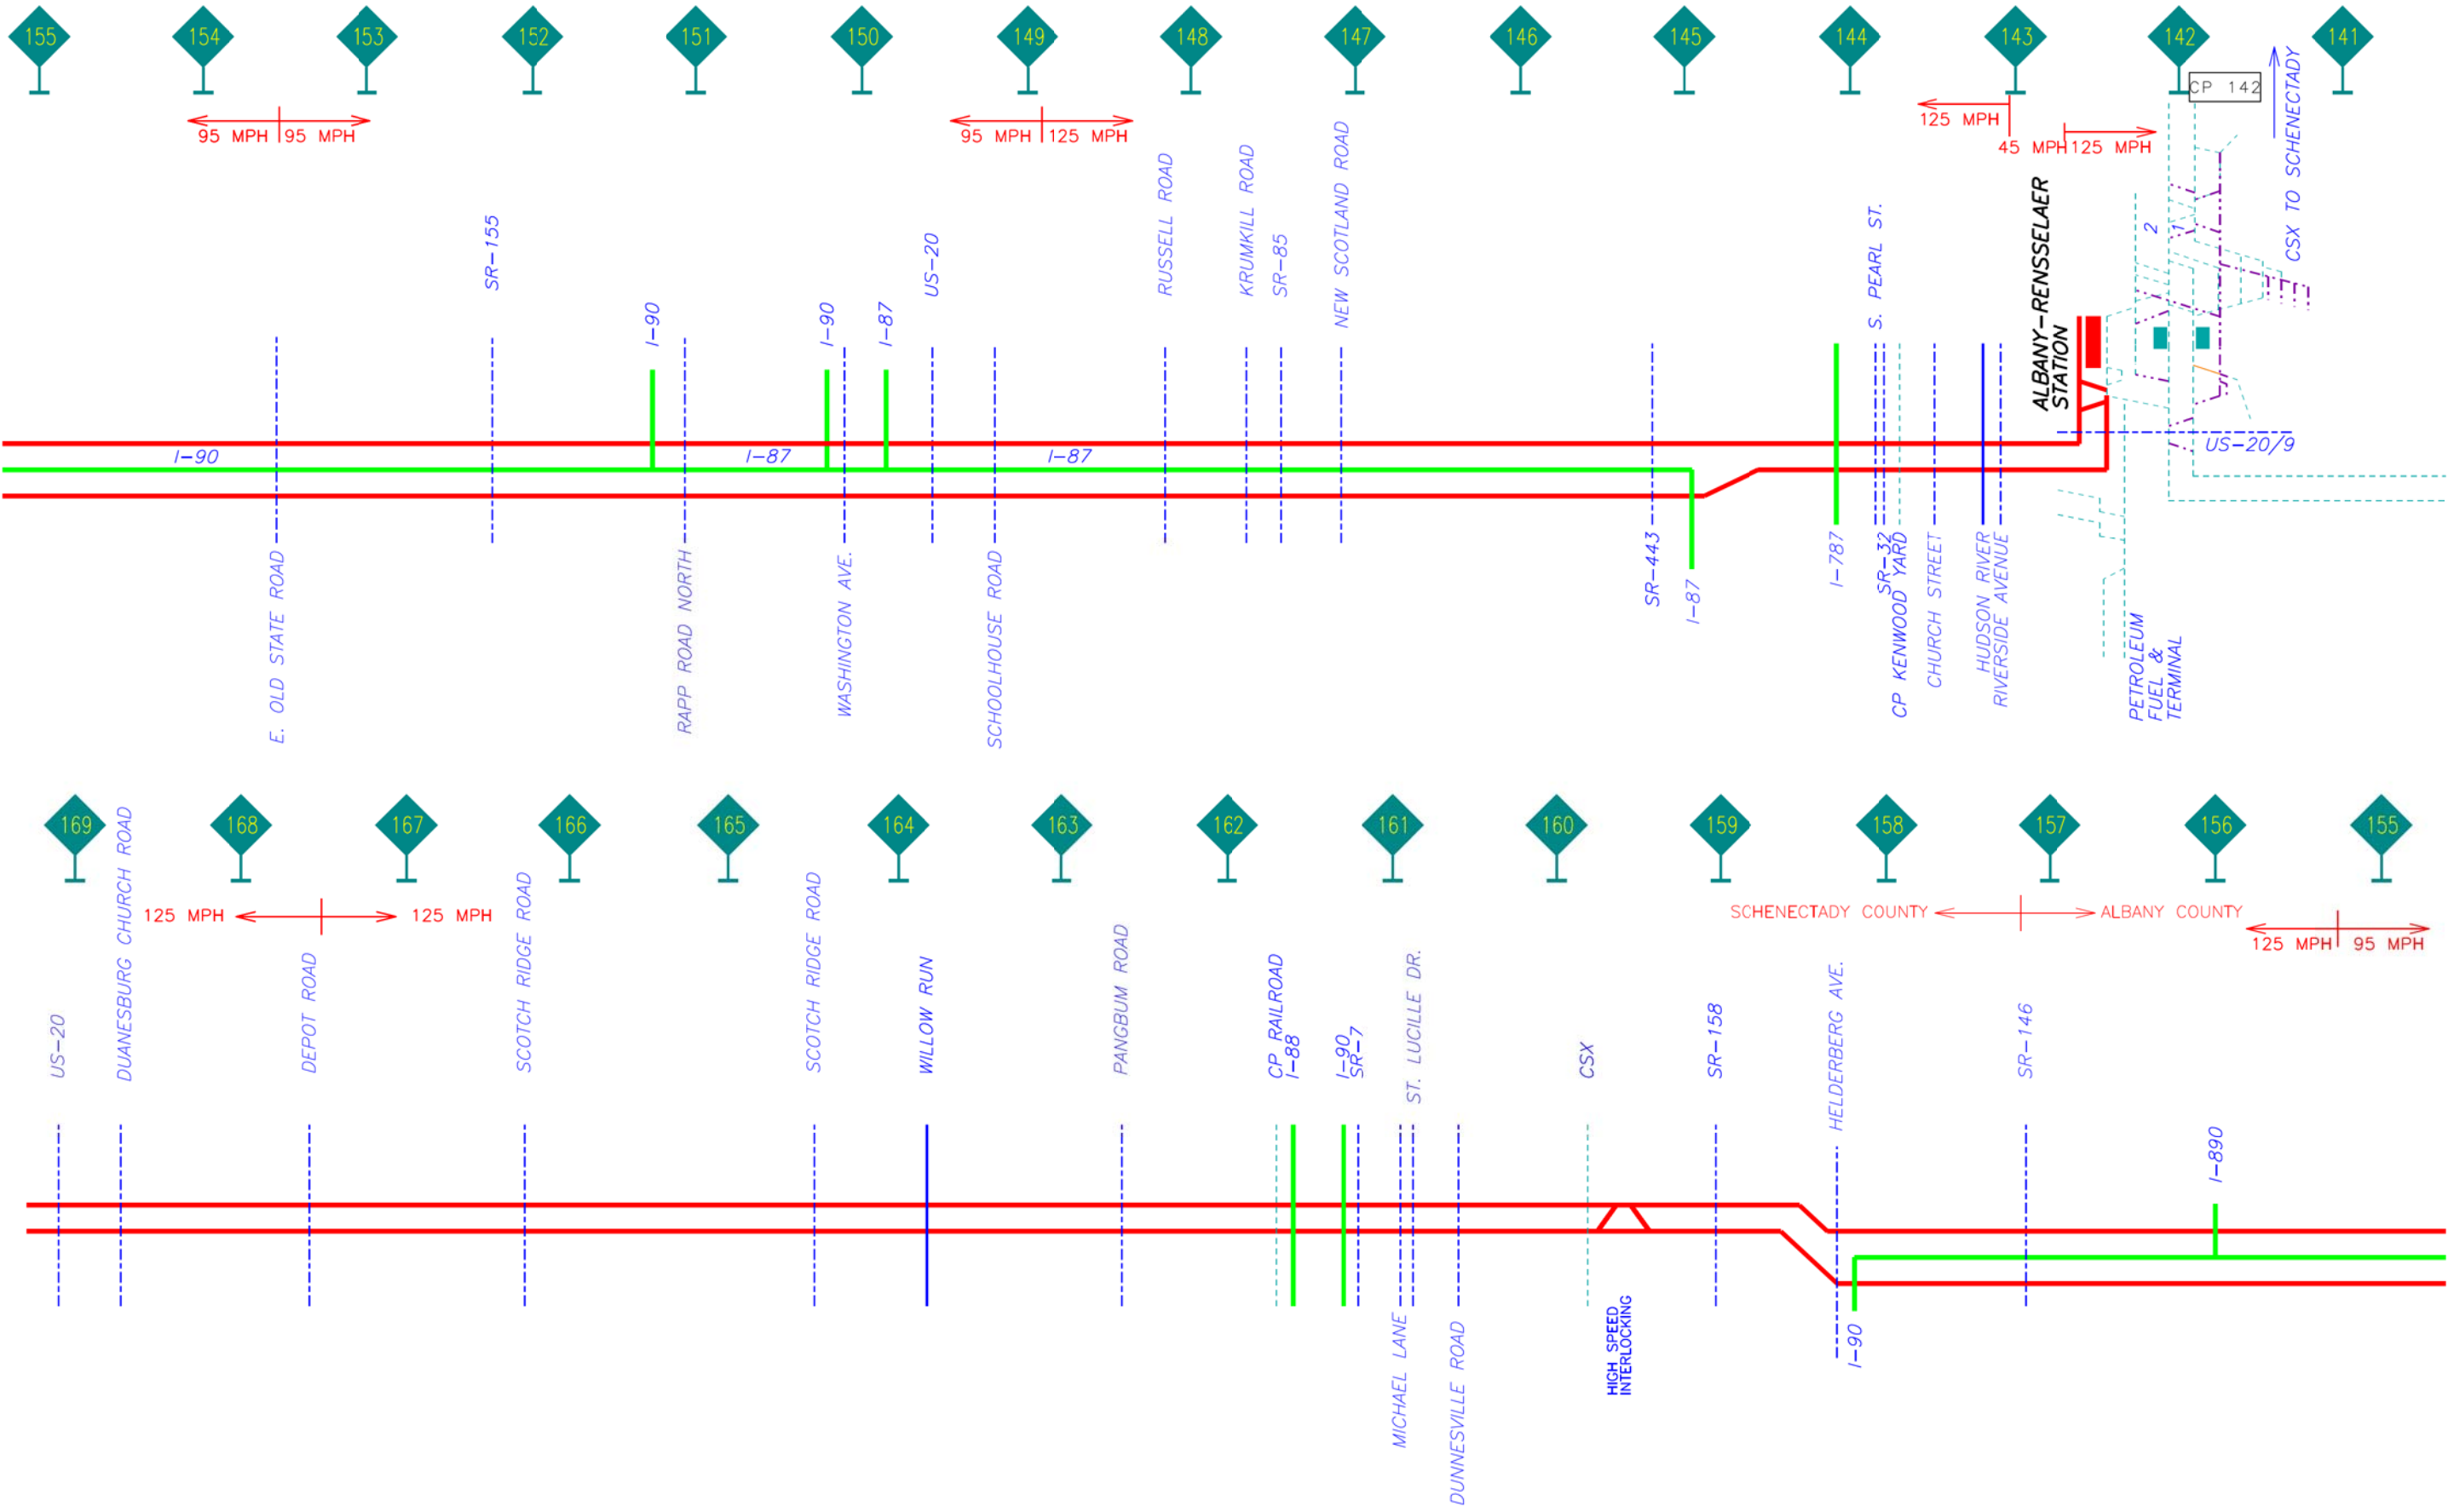 155
154
153
152
151
150
149
148
147
146
145
144
143
142
141
CP 142
CSX TO SCHENECTADY
95 MPH
95 MPH
95 MPH
125 MPH
125 MPH
45 MPH
125 MPH
SR-155
I-90
I-90
I-87
US-20
RUSSELL ROAD
KRUMKILL ROAD
SR-85
NEW SCOTLAND ROAD
S. PEARL ST.
ALBANY-RENSSELAER
STATION
2
1
I-90
I-87
I-87
US-20/9
E. OLD STATE ROAD
RAPP ROAD NORTH
WASHINGTON AVE.
SCHOOLHOUSE ROAD
SR-443
I-87
I-787
SR-32
CP KENWOOD YARD
CHURCH STREET
HUDSON RIVER
RIVERSIDE AVENUE
PETROLEUM
FUEL &
TERMINAL
169
168
167
166
165
164
163
162
161
160
159
158
157
156
155
125 MPH
125 MPH
SCHENECTADY COUNTY
ALBANY COUNTY
125 MPH
95 MPH
US-20
DUANESBURG CHURCH ROAD
DEPOT ROAD
SCOTCH RIDGE ROAD
SCOTCH RIDGE ROAD
WILLOW RUN
PANGBUM ROAD
CP RAILROAD
I-88
I-90
SR-7
ST. LUCILLE DR.
CSX
SR-158
HELDERBERG AVE.
SR-146
I-890
MICHAEL LANE
DUNNESVILLE ROAD
HIGH SPEED
INTERLOCKING
I-90